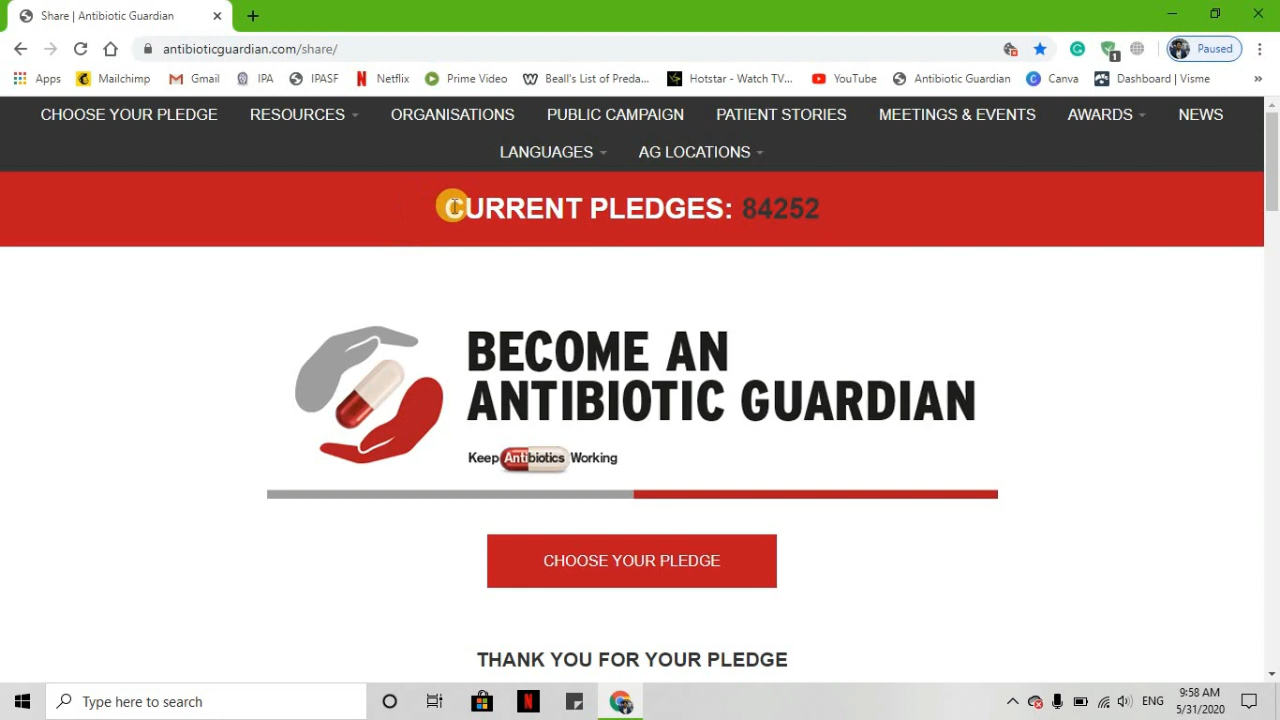 Share | Antibiotic Guardian
antibioticguardian.com/share/
1
Paused
Apps Mailchimp Gmail IPA IPASF Netflix Prime Video Beall's List of Preda... Hotstar - Watch TV... YouTube Antibiotic Guardian Canva Dashboard | Visme »
CHOOSE YOUR PLEDGE RESOURCES ORGANISATIONS PUBLIC CAMPAIGN PATIENT STORIES MEETINGS & EVENTS AWARDS NEWS
LANGUAGES AG LOCATIONS
CURRENT PLEDGES: 84252
BECOME AN
ANTIBIOTIC GUARDIAN
Keep Antibiotics Working
CHOOSE YOUR PLEDGE
THANK YOU FOR YOUR PLEDGE
Type here to search
ENG
9:58 AM
5/31/2020